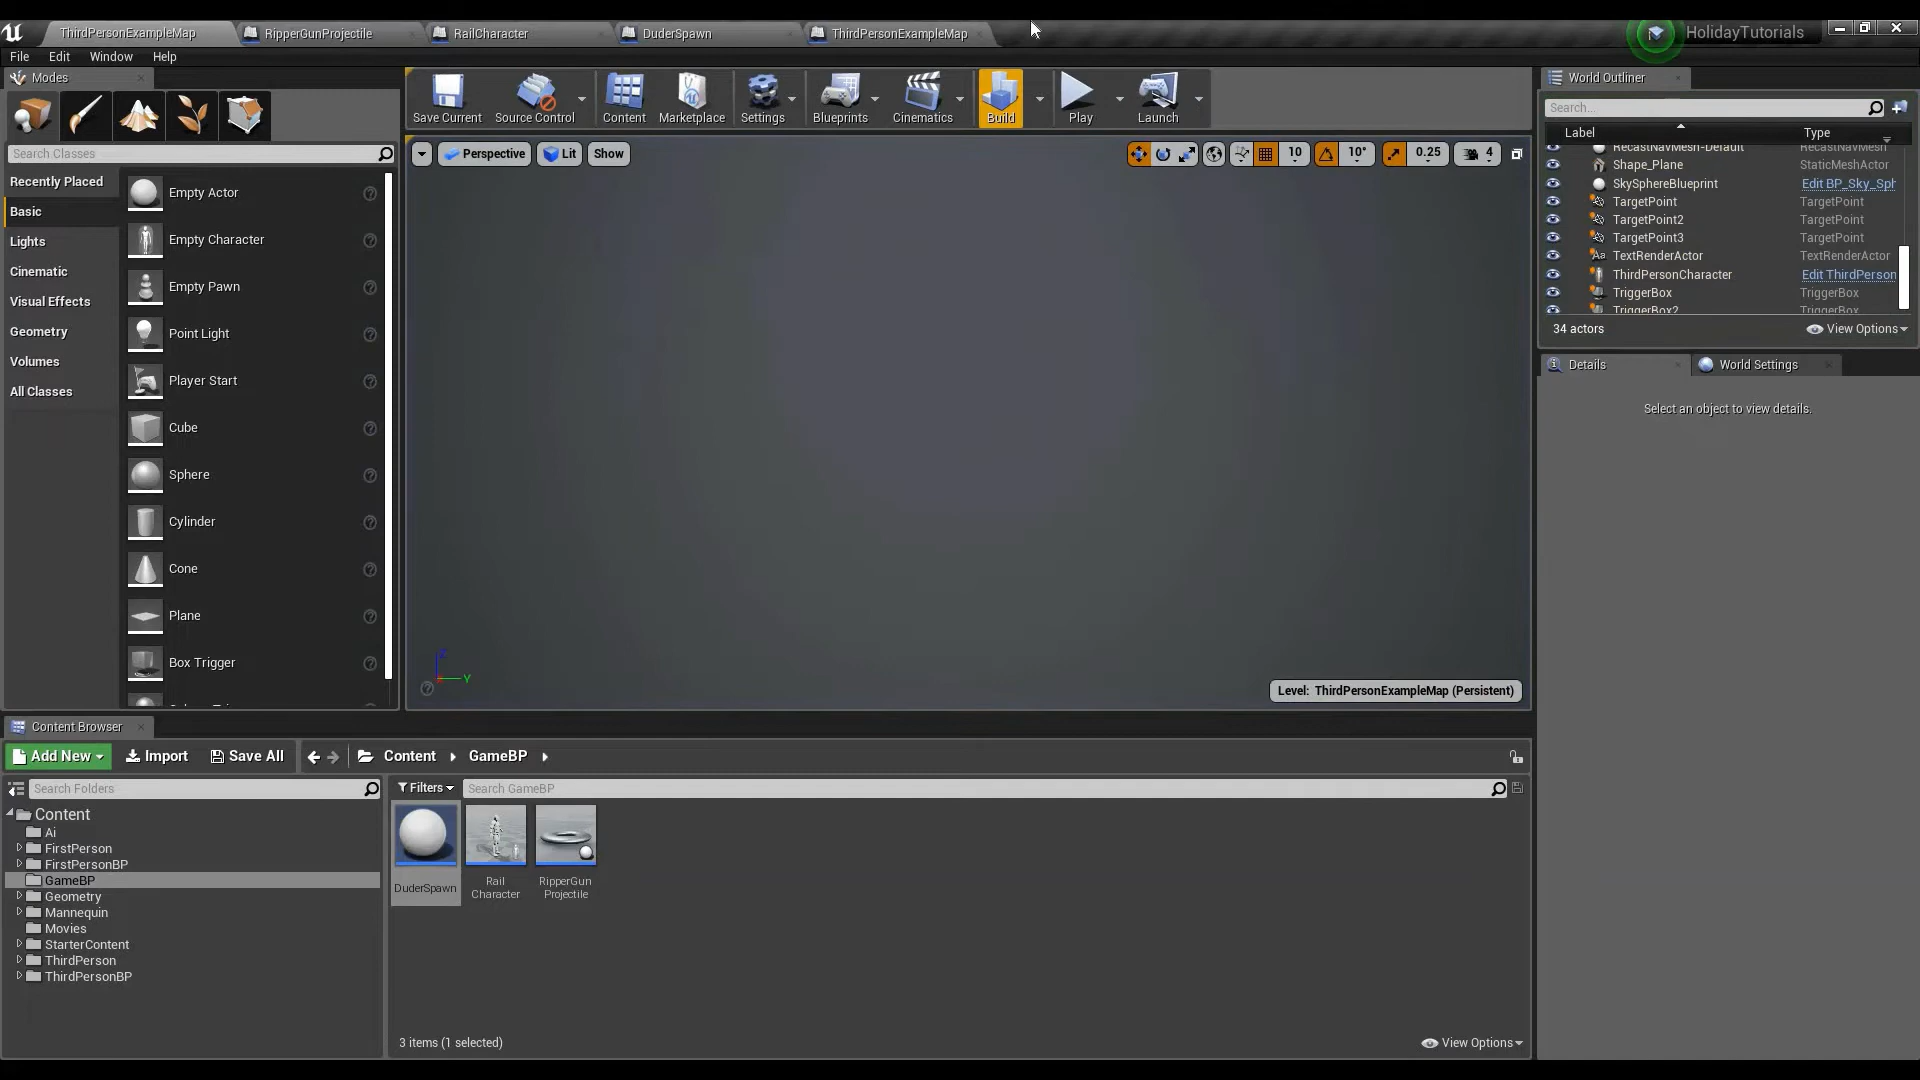 ThirdPersonExampleMap
RipperGunProjectile
RailCharacter
DuderSpawn
ThirdPersonExampleMap
HolidayTutorials
File Edit Window Help
Modes
Search Classes
Recently Placed
Basic
Lights
Cinematic
Visual Effects
Geometry
Volumes
All Classes
Empty Actor
Empty Character
Empty Pawn
Point Light
Player Start
Cube
Sphere
Cylinder
Cone
Plane
Box Trigger
Save Current
Source Control
Content
Marketplace
Settings
Blueprints
Cinematics
Build
Play
Launch
Perspective
Lit
Show
10
10°
0.25
4
Z
Y
Level: ThirdPersonExampleMap (Persistent)
World Outliner
Search...
Label Type
RecastNavMesh-Default RecastNavMesh
Shape_Plane StaticMeshActor
SkySphereBlueprint Edit BP_Sky_Sph
TargetPoint TargetPoint
TargetPoint2 TargetPoint
TargetPoint3 TargetPoint
TextRenderActor TextRenderActor
ThirdPersonCharacter Edit ThirdPerson
TriggerBox TriggerBox
TriggerBox2 TriggerBox
34 actors
View Options
Details
World Settings
Select an object to view details.
Content Browser
Add New
Import
Save All
Content
GameBP
Search Folders
Content
Ai
FirstPerson
FirstPersonBP
GameBP
Geometry
Mannequin
Movies
StarterContent
ThirdPerson
ThirdPersonBP
Filters
Search GameBP
DuderSpawn
Rail
Character
RipperGun
Projectile
3 items (1 selected)
View Options